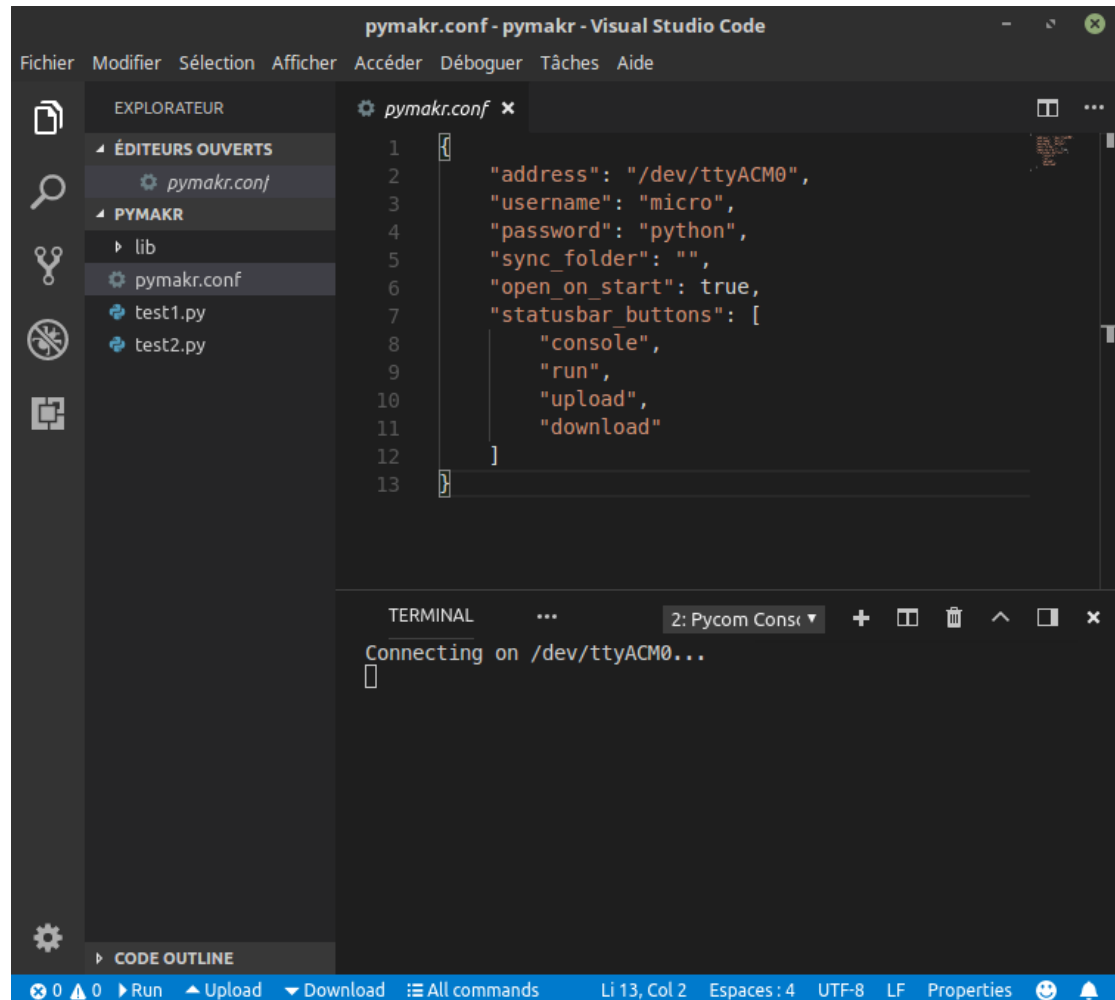 pymakr.conf - pymakr - Visual Studio Code
Fichier Modifier Sélection Afficher Accéder Déboguer Tâches Aide
EXPLORATEUR
ÉDITEURS OUVERTS
pymakr.conf
PYMAKR
lib
pymakr.conf
test1.py
test2.py
CODE OUTLINE
pymakr.conf
1 {
2 "address": "/dev/ttyACM0",
3 "username": "micro",
4 "password": "python",
5 "sync_folder": "",
6 "open_on_start": true,
7 "statusbar_buttons": [
8 "console",
9 "run",
10 "upload",
11 "download"
12 ]
13 }
TERMINAL ••• 2: Pycom Conso
Connecting on /dev/ttyACM0...
0 0 Run Upload Download All commands Li 13, Col 2 Espaces : 4 UTF-8 LF Properties